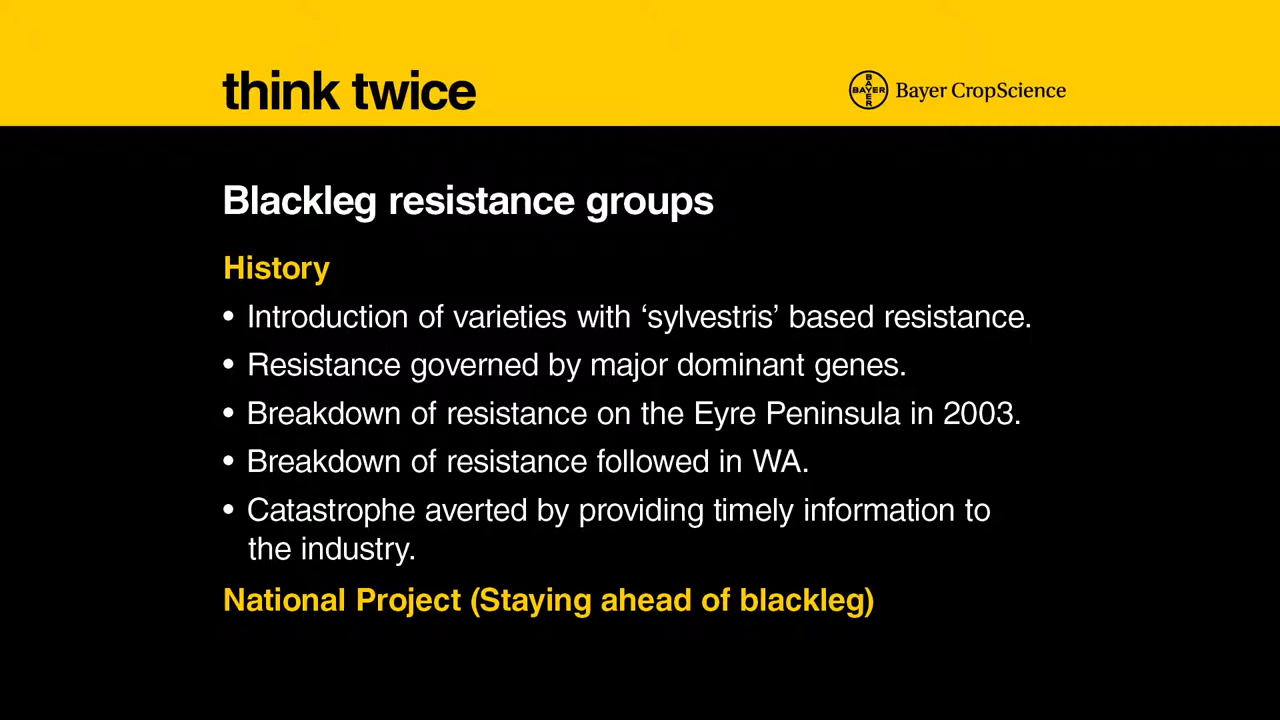 think twice
BAYER
BAYER
Bayer CropScience
Blackleg resistance groups
History
• Introduction of varieties with ‘sylvestris’ based resistance.
• Resistance governed by major dominant genes.
• Breakdown of resistance on the Eyre Peninsula in 2003.
• Breakdown of resistance followed in WA.
• Catastrophe averted by providing timely information to
the industry.
National Project (Staying ahead of blackleg)